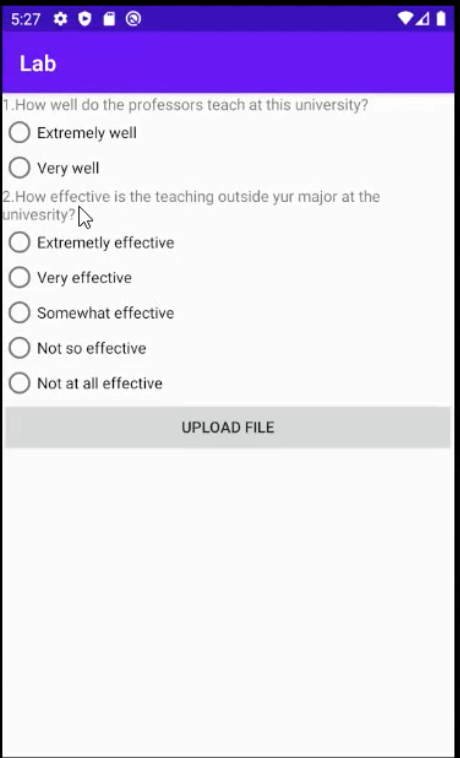 5:27
Lab
1.How well do the professors teach at this university?
Extremely well
Very well
2.How effective is the teaching outside yur major at the
univesrity?
Extremetly effective
Very effective
Somewhat effective
Not so effective
Not at all effective
UPLOAD FILE